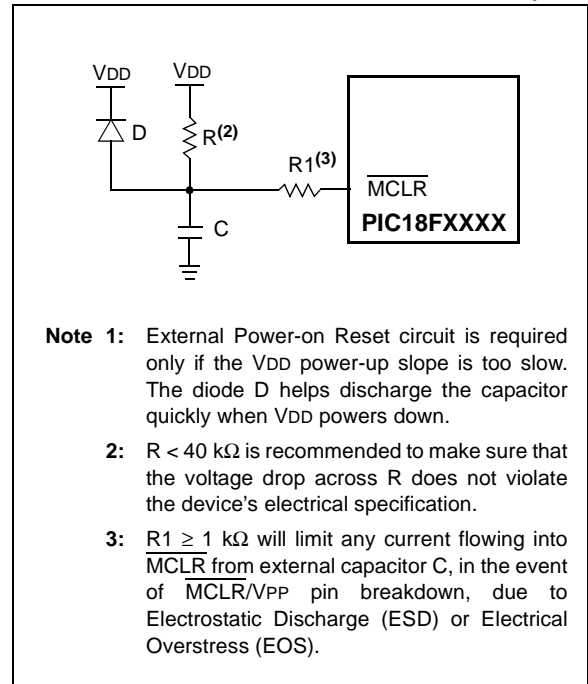 VDD VDD
D R(2)
R1(3)
MCLR
PIC18FXXXX
C
Note 1: External Power-on Reset circuit is required
only if the VDD power-up slope is too slow.
The diode D helps discharge the capacitor
quickly when VDD powers down.
2: R < 40 kΩ is recommended to make sure that
the voltage drop across R does not violate
the device's electrical specification.
3: R1 ≥ 1 kΩ will limit any current flowing into
MCLR from external capacitor C, in the event
of MCLR/VPP pin breakdown, due to
Electrostatic Discharge (ESD) or Electrical
Overstress (EOS).